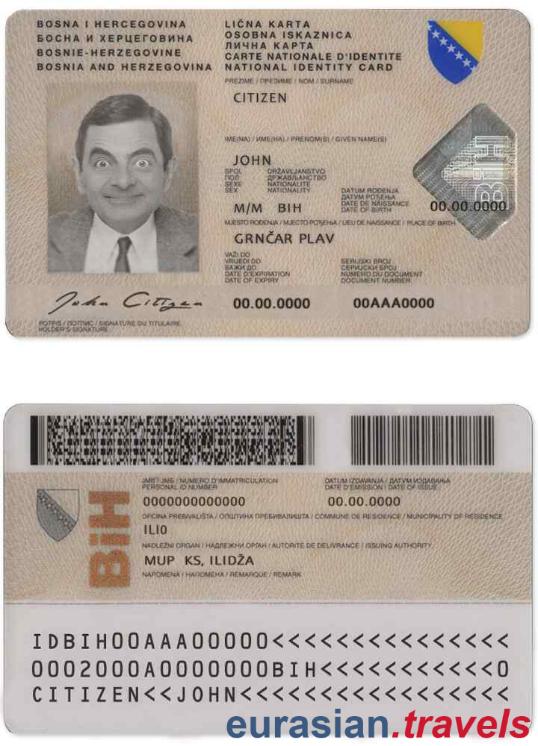 BOSNA I HERCEGOVINA
БОСНА И ХЕРЦЕГОВИНА
BOSNIE-HERZEGOVINE
BOSNIA AND HERZEGOVINA
LIČNA KARTA
OSOBNA ISKAZNICA
ЛИЧНА КАРТА
CARTE NATIONALE D'IDENTITE
NATIONAL IDENTITY CARD
PREZIME / ПРЕЗИМЕ / NOM / SURNAME
CITIZEN
IME(NA) / ИМЕ(НА) / PRENOM(S) / GIVEN NAME(S)
JOHN
SPOL DRŽAVLJANSTVO
ПОЛ ДРЖАВЉАНСТВО
SEXE NATIONALITE
SEX NATIONALITY
DATUM ROĐENJA
ДАТУМ РОЂЕЊА
DATE DE NAISSANCE
DATE OF BIRTH
M/M BIH
00.00.0000
BIH
MJESTO ROĐENJA / МЈЕСТО РОЂЕЊА / LIEU DE NAISSANCE / PLACE OF BIRTH
GRNČAR PLAV
VAŽI DO
VRIJEDI DO
ВАЖИ ДО
DATE D'EXPIRATION
DATE OF EXPIRY
SERIJSKI BROJ
СЕРИЈСКИ БРОЈ
NUMERO DU DOCUMENT
DOCUMENT NUMBER
00.00.0000
00AAA0000
John Citizen
POTPIS / ПОТПИС / SIGNATURE DU TITULAIRE
HOLDER'S SIGNATURE
JMB / ЈМБ / NUMERO D'IMMATRICULATION
PERSONAL ID NUMBER
DATUM IZDAVANJA / ДАТУМ ИЗДАВАЊА
DATE D'EMISSION / DATE OF ISSUE
0000000000000
00.00.0000
BiH
OPĆINA PREBIVALIŠTA / ОПШТИНА ПРЕБИВАЛИШТА / COMMUNE DE RESIDENCE / MUNICIPALITY OF RESIDENCE
ILI0
NADLEŽNI ORGAN / НАДЛЕЖНИ ОРГАН / AUTORITE DE DELIVRANCE / ISSUING AUTHORITY
MUP KS, ILIDŽA
NAPOMENA / НАПОМЕНА / REMARQUE / REMARK
IDBIH00AAA00000<<<<<<<<<<<<<<<
0002000A00000000BIH<<<<<<<<<<<0
CITIZEN<<JOHN<<<<<<<<<<<<<<<<<
eurasian.travels